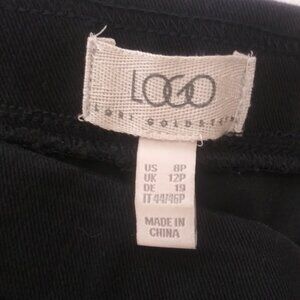 LOGO
LORI GOLDSTEIN
US 8P
UK 12P
DE 19
IT 44/46P
MADE IN
CHINA